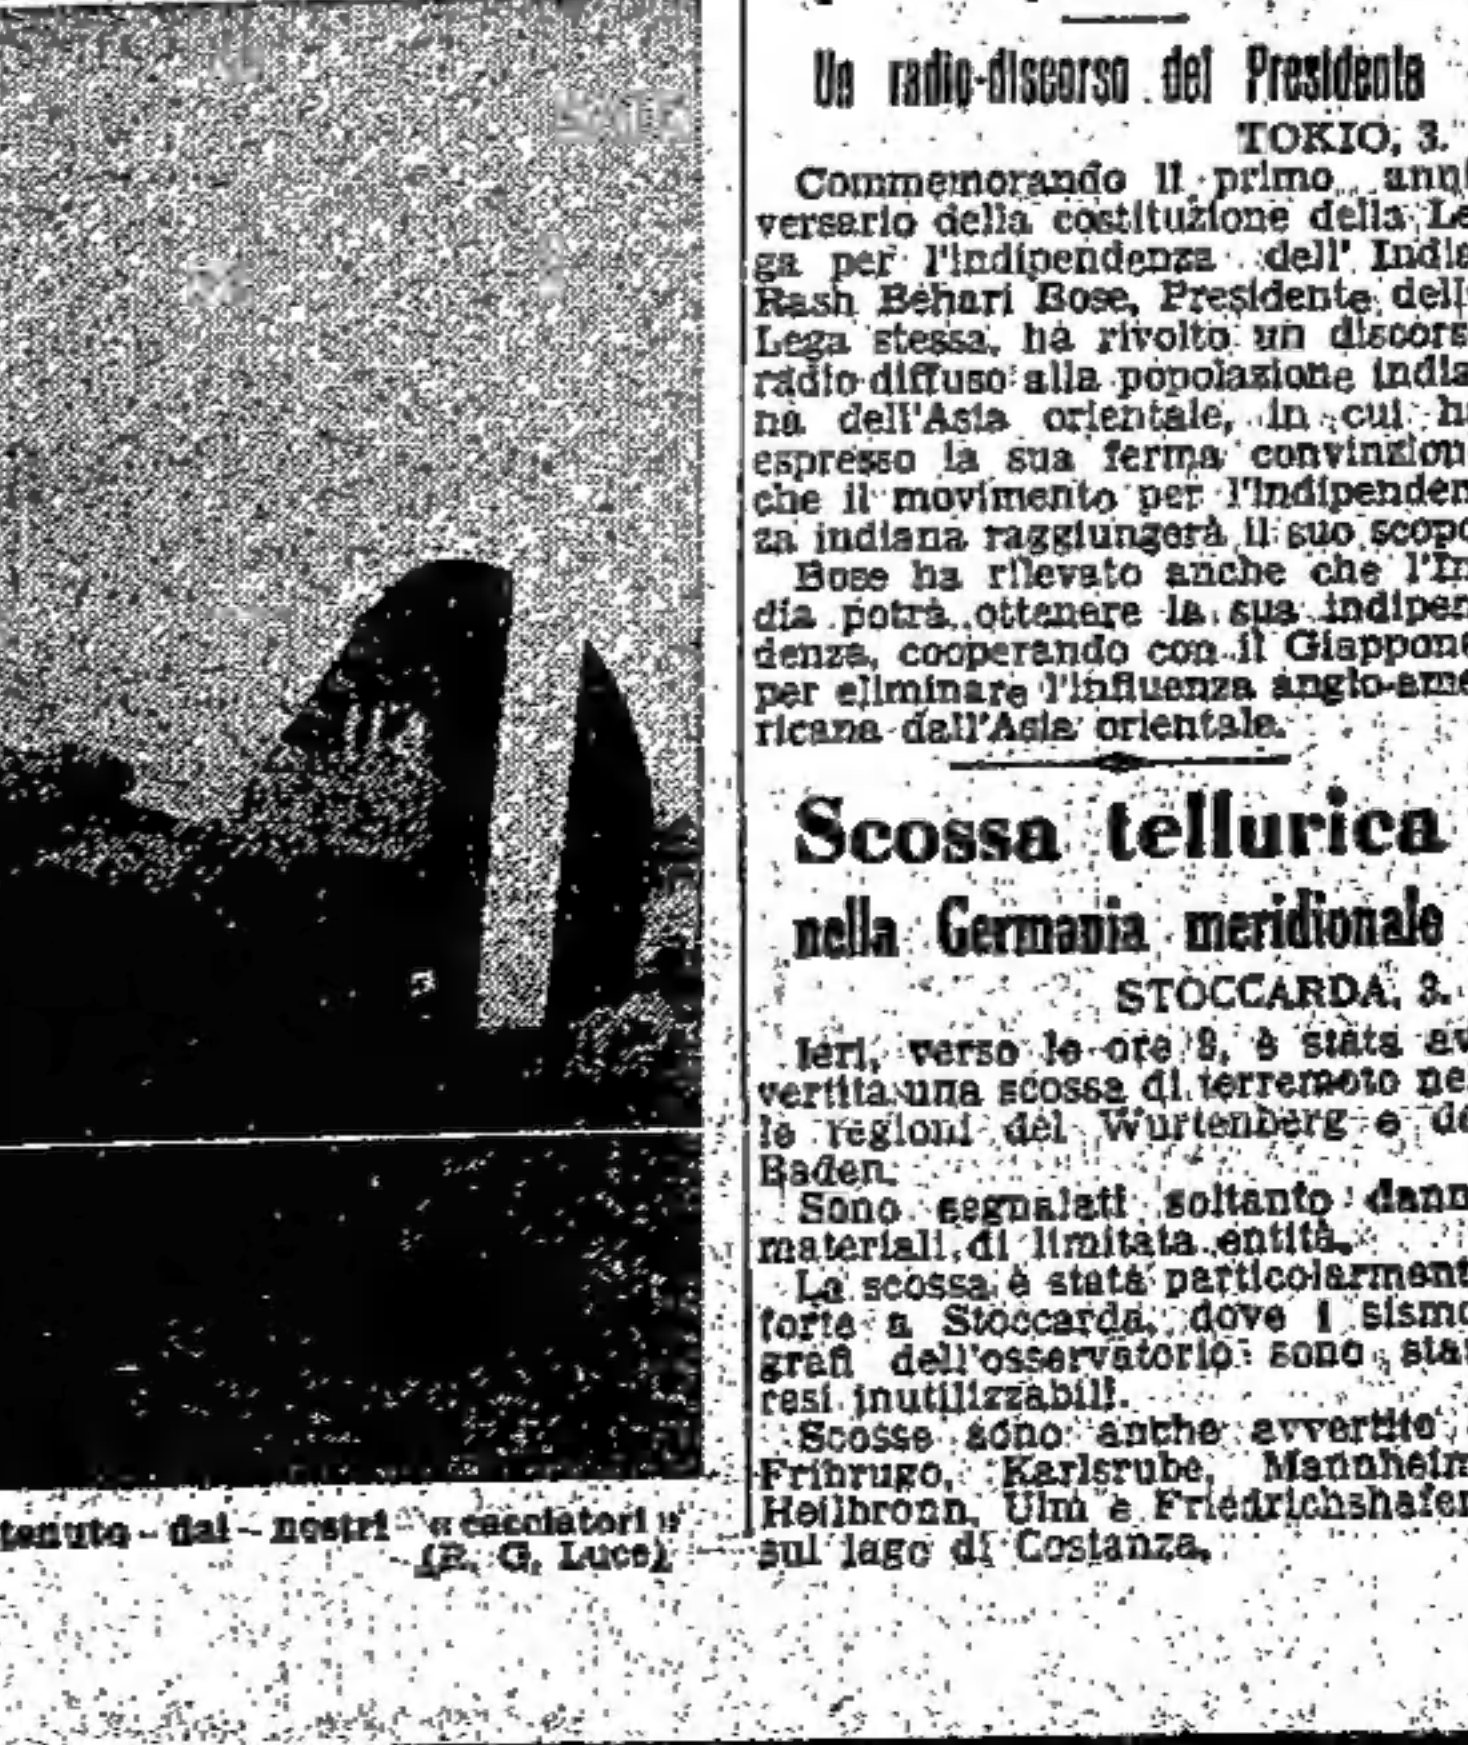 Un radio-discorso del Presidente
TOKIO, 3.
Commemorando il primo anni
versario della costituzione della Le
ga per l'indipendenza dell' India
Rash Behari Bose, Presidente dell
Lega stessa, ha rivolto un discors
radio diffuso alla popolazione india
na dell'Asia orientale, in cui ha
espresso la sua ferma convinzion
che il movimento per l'indipenden
za indiana raggiungerà il suo scopo
Bose ha rilevato anche che l'In
dia potrà ottenere la sua indipen
denza, cooperando con il Giappone
per eliminare l'influenza anglo-ame
ricana dall'Asia orientale.
Scossa tellurica
nella Germania meridionale
STOCCARDA, 3.
Ieri, verso le ore è stata av
vertita una scossa di terremoto nel
le regioni del Wurtenberg e de
Baden.
Sono segnalati soltanto dann
materiali di limitata entità.
La scossa è stata particolarment
forte a Stoccarda, dove i sismo
grafi dell'osservatorio sono stat
resi inutilizzabili.
Scosse sono anche avvertite
Friburgo, Karlsruhe, Mannheim
Heilbronn, Ulm e Friedrichshafen
sul lago di Costanza.
tenuto dai nostri « cacciatori »
(R. G. Luce)